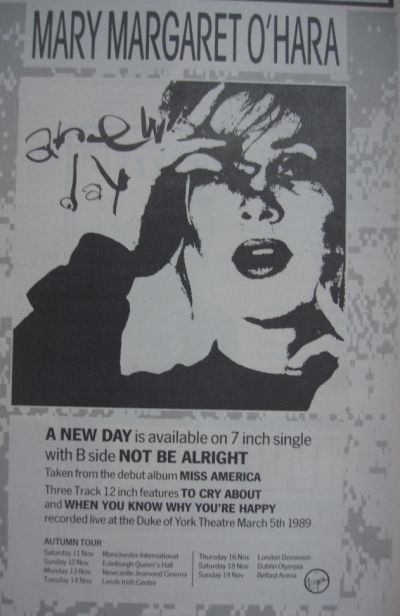 MARY MARGARET O'HARA
a new
day
A NEW DAY is available on 7 inch single
with B side NOT BE ALRIGHT
Taken from the debut album MISS AMERICA
Three Track 12 inch features TO CRY ABOUT
and WHEN YOU KNOW WHY YOU'RE HAPPY
recorded live at the Duke of York Theatre March 5th 1989
AUTUMN TOUR
Saturday 11 Nov Manchester International
Sunday 12 Nov Edinburgh Queen's Hall
Monday 13 Nov Newcastle Jesmond Cinema
Tuesday 14 Nov Leeds Irish Centre
Thursday 16 Nov London Dominion
Saturday 18 Nov Dublin Olympia
Sunday 19 Nov Belfast Arena
Virgin